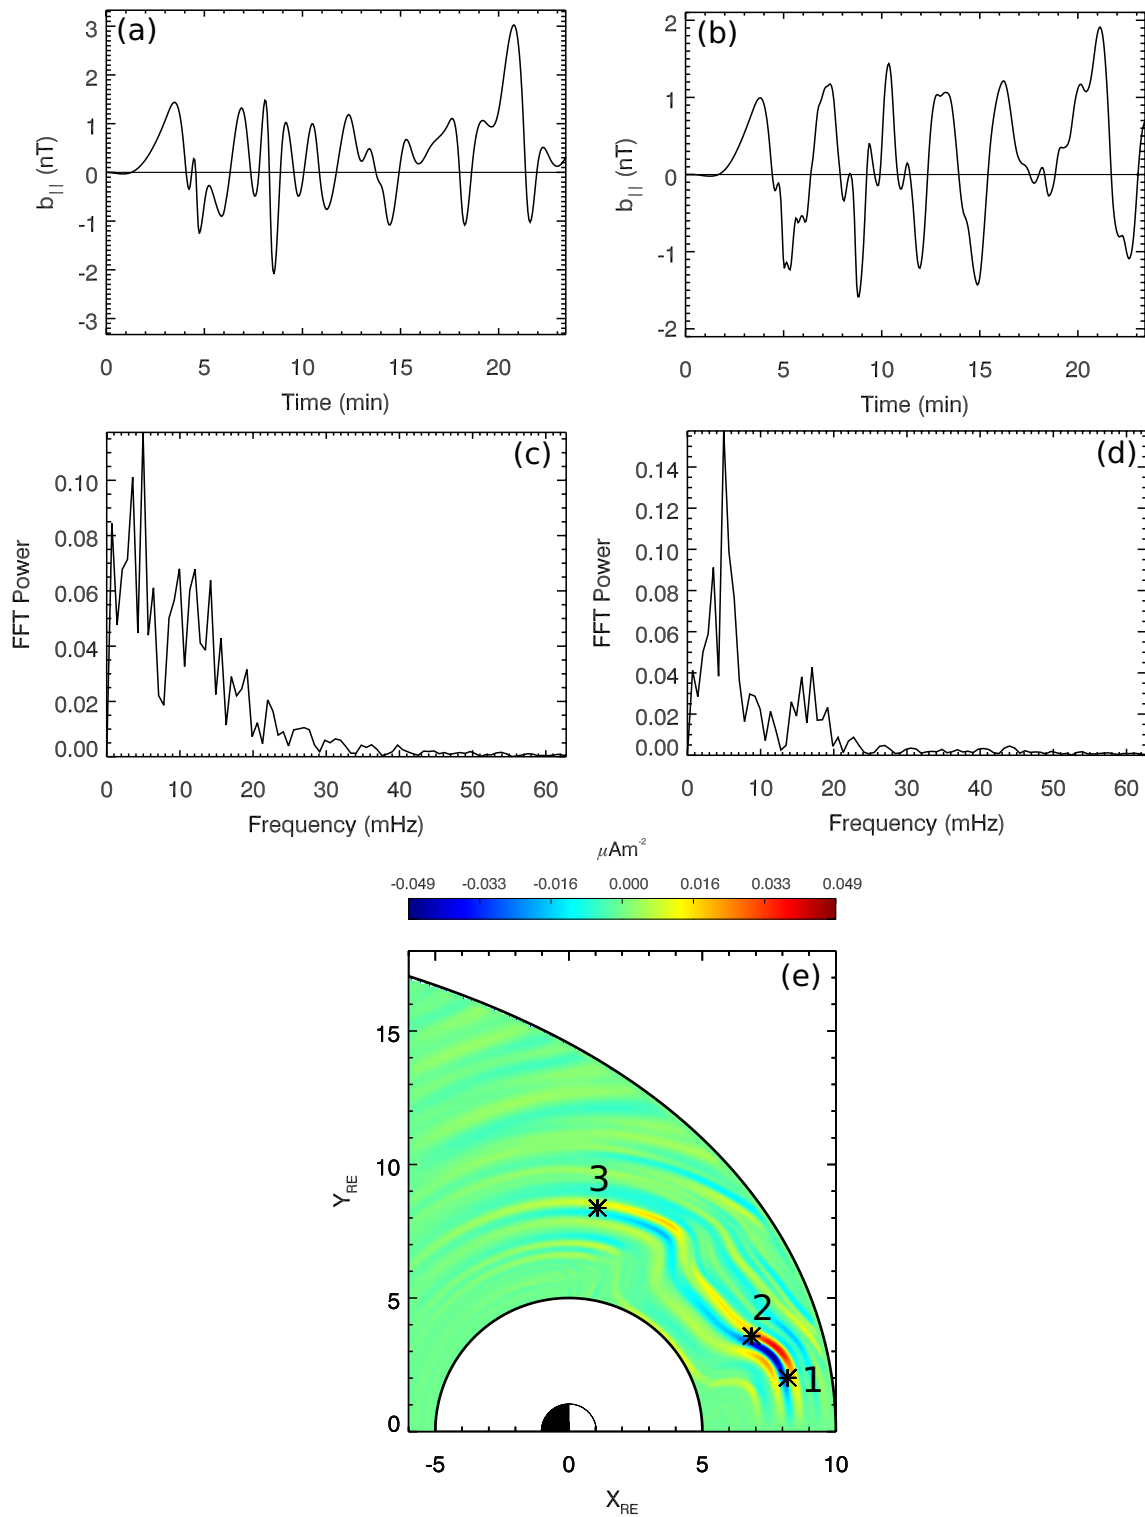 (a)
3
2
1
0
-1
-2
-3
b|| (nT)
0 5 10 15 20
Time (min)
(b)
2
1
0
-1
-2
b|| (nT)
0 5 10 15 20
Time (min)
(c)
0.10
0.08
0.06
0.04
0.02
0.00
FFT Power
0 10 20 30 40 50 60
Frequency (mHz)
(d)
0.14
0.12
0.10
0.08
0.06
0.04
0.02
0.00
FFT Power
0 10 20 30 40 50 60
Frequency (mHz)
μAm⁻²
-0.049 -0.033 -0.016 0.000 0.016 0.033 0.049
(e)
15
10
5
0
Y_RE
3
2
1
-5 0 5 10
X_RE